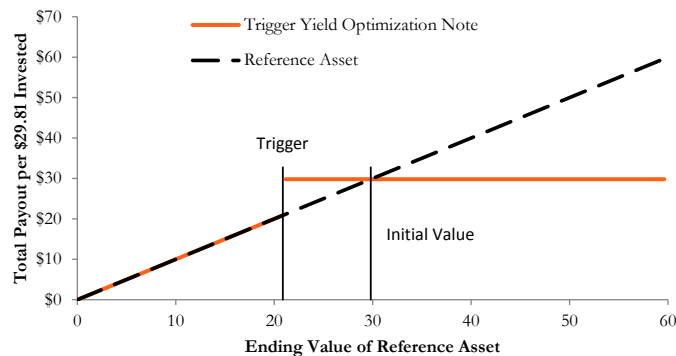 Trigger Yield Optimization Note
Reference Asset
Total Payout per $29.81 Invested
$70
$60
$50
$40
$30
$20
$10
$0
Trigger
Initial Value
0 10 20 30 40 50 60
Ending Value of Reference Asset